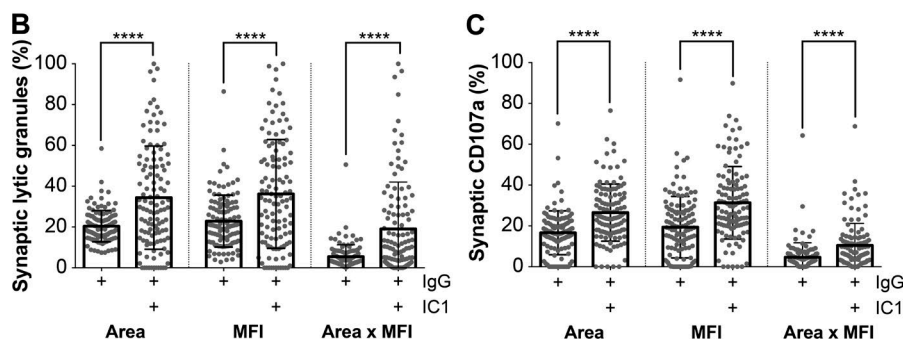 B
Synaptic lytic granules (%)
100
80
60
40
20
0
**** **** ****
+ + + IgG
+ + + IC1
Area MFI Area x MFI
C
Synaptic CD107a (%)
100
80
60
40
20
0
**** **** ****
+ + + IgG
+ + + IC1
Area MFI Area x MFI